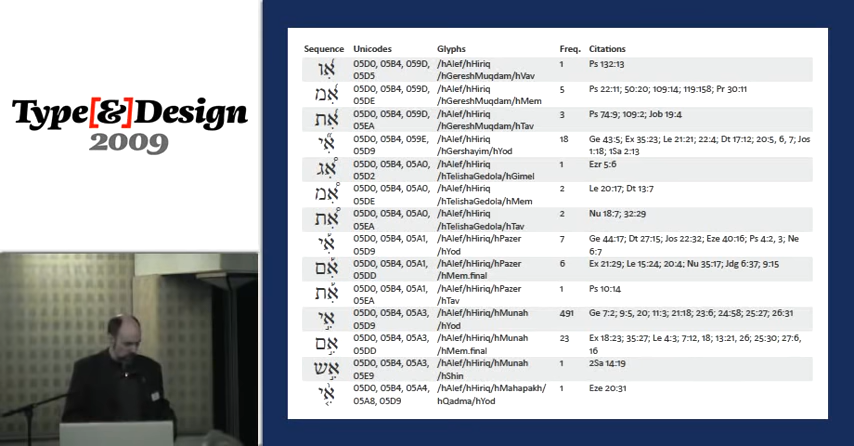 Type[&]Design
2009
Sequence Unicodes Glyphs Freq. Citations
אִ֝ו 05D0, 05B4, 059D, /hAlef/hHiriq 1 Ps 132:13
05D5 /hGereshMuqdam/hVav
אִ֝מ 05D0, 05B4, 059D, /hAlef/hHiriq 5 Ps 22:11; 50:20; 109:14; 119:158; Pr 30:11
05DE /hGereshMuqdam/hMem
אִ֝ת 05D0, 05B4, 059D, /hAlef/hHiriq 3 Ps 74:9; 109:2; Job 19:4
05EA /hGereshMuqdam/hTav
אִ֞י 05D0, 05B4, 059E, /hAlef/hHiriq 18 Ge 43:5; Ex 35:23; Le 21:21; 22:4; Dt 17:12; 20:5, 6, 7; Jos
05D9 /hGershayim/hYod 1:18; 1Sa 2:13
אִ֠ג 05D0, 05B4, 05A0, /hAlef/hHiriq 1 Ezr 5:6
05D2 /hTelishaGedola/hGimel
אִ֠מ 05D0, 05B4, 05A0, /hAlef/hHiriq 2 Le 20:17; Dt 13:7
05DE /hTelishaGedola/hMem
אִ֠ת 05D0, 05B4, 05A0, /hAlef/hHiriq 2 Nu 18:7; 32:29
05EA /hTelishaGedola/hTav
אִ֡י 05D0, 05B4, 05A1, /hAlef/hHiriq/hPazer 7 Ge 44:17; Dt 27:15; Jos 22:32; Eze 40:16; Ps 4:2, 3; Ne
05D9 /hYod 6:7
אִ֡ם 05D0, 05B4, 05A1, /hAlef/hHiriq/hPazer 6 Ex 21:29; Le 15:24; 20:4; Nu 35:17; Jdg 6:37; 9:15
05DD /hMem.final
אִ֡ת 05D0, 05B4, 05A1, /hAlef/hHiriq/hPazer 1 Ps 10:14
05EA /hTav
אִ֣י 05D0, 05B4, 05A3, /hAlef/hHiriq/hMunah 491 Ge 7:2; 9:5, 20; 11:3; 21:18; 23:6; 24:58; 25:27; 26:31
05D9 /hYod
אִ֣ם 05D0, 05B4, 05A3, /hAlef/hHiriq/hMunah 23 Ex 18:23; 35:27; Le 4:3; 7:12, 18; 13:21, 26; 25:30; 27:6,
05DD /hMem.final 16
אִ֣ש 05D0, 05B4, 05A3, /hAlef/hHiriq/hMunah 1 2Sa 14:19
05E9 /hShin
אִ֤֨י 05D0, 05B4, 05A4, /hAlef/hHiriq/hMahapakh/ 1 Eze 20:31
05A8, 05D9 hQadma/hYod